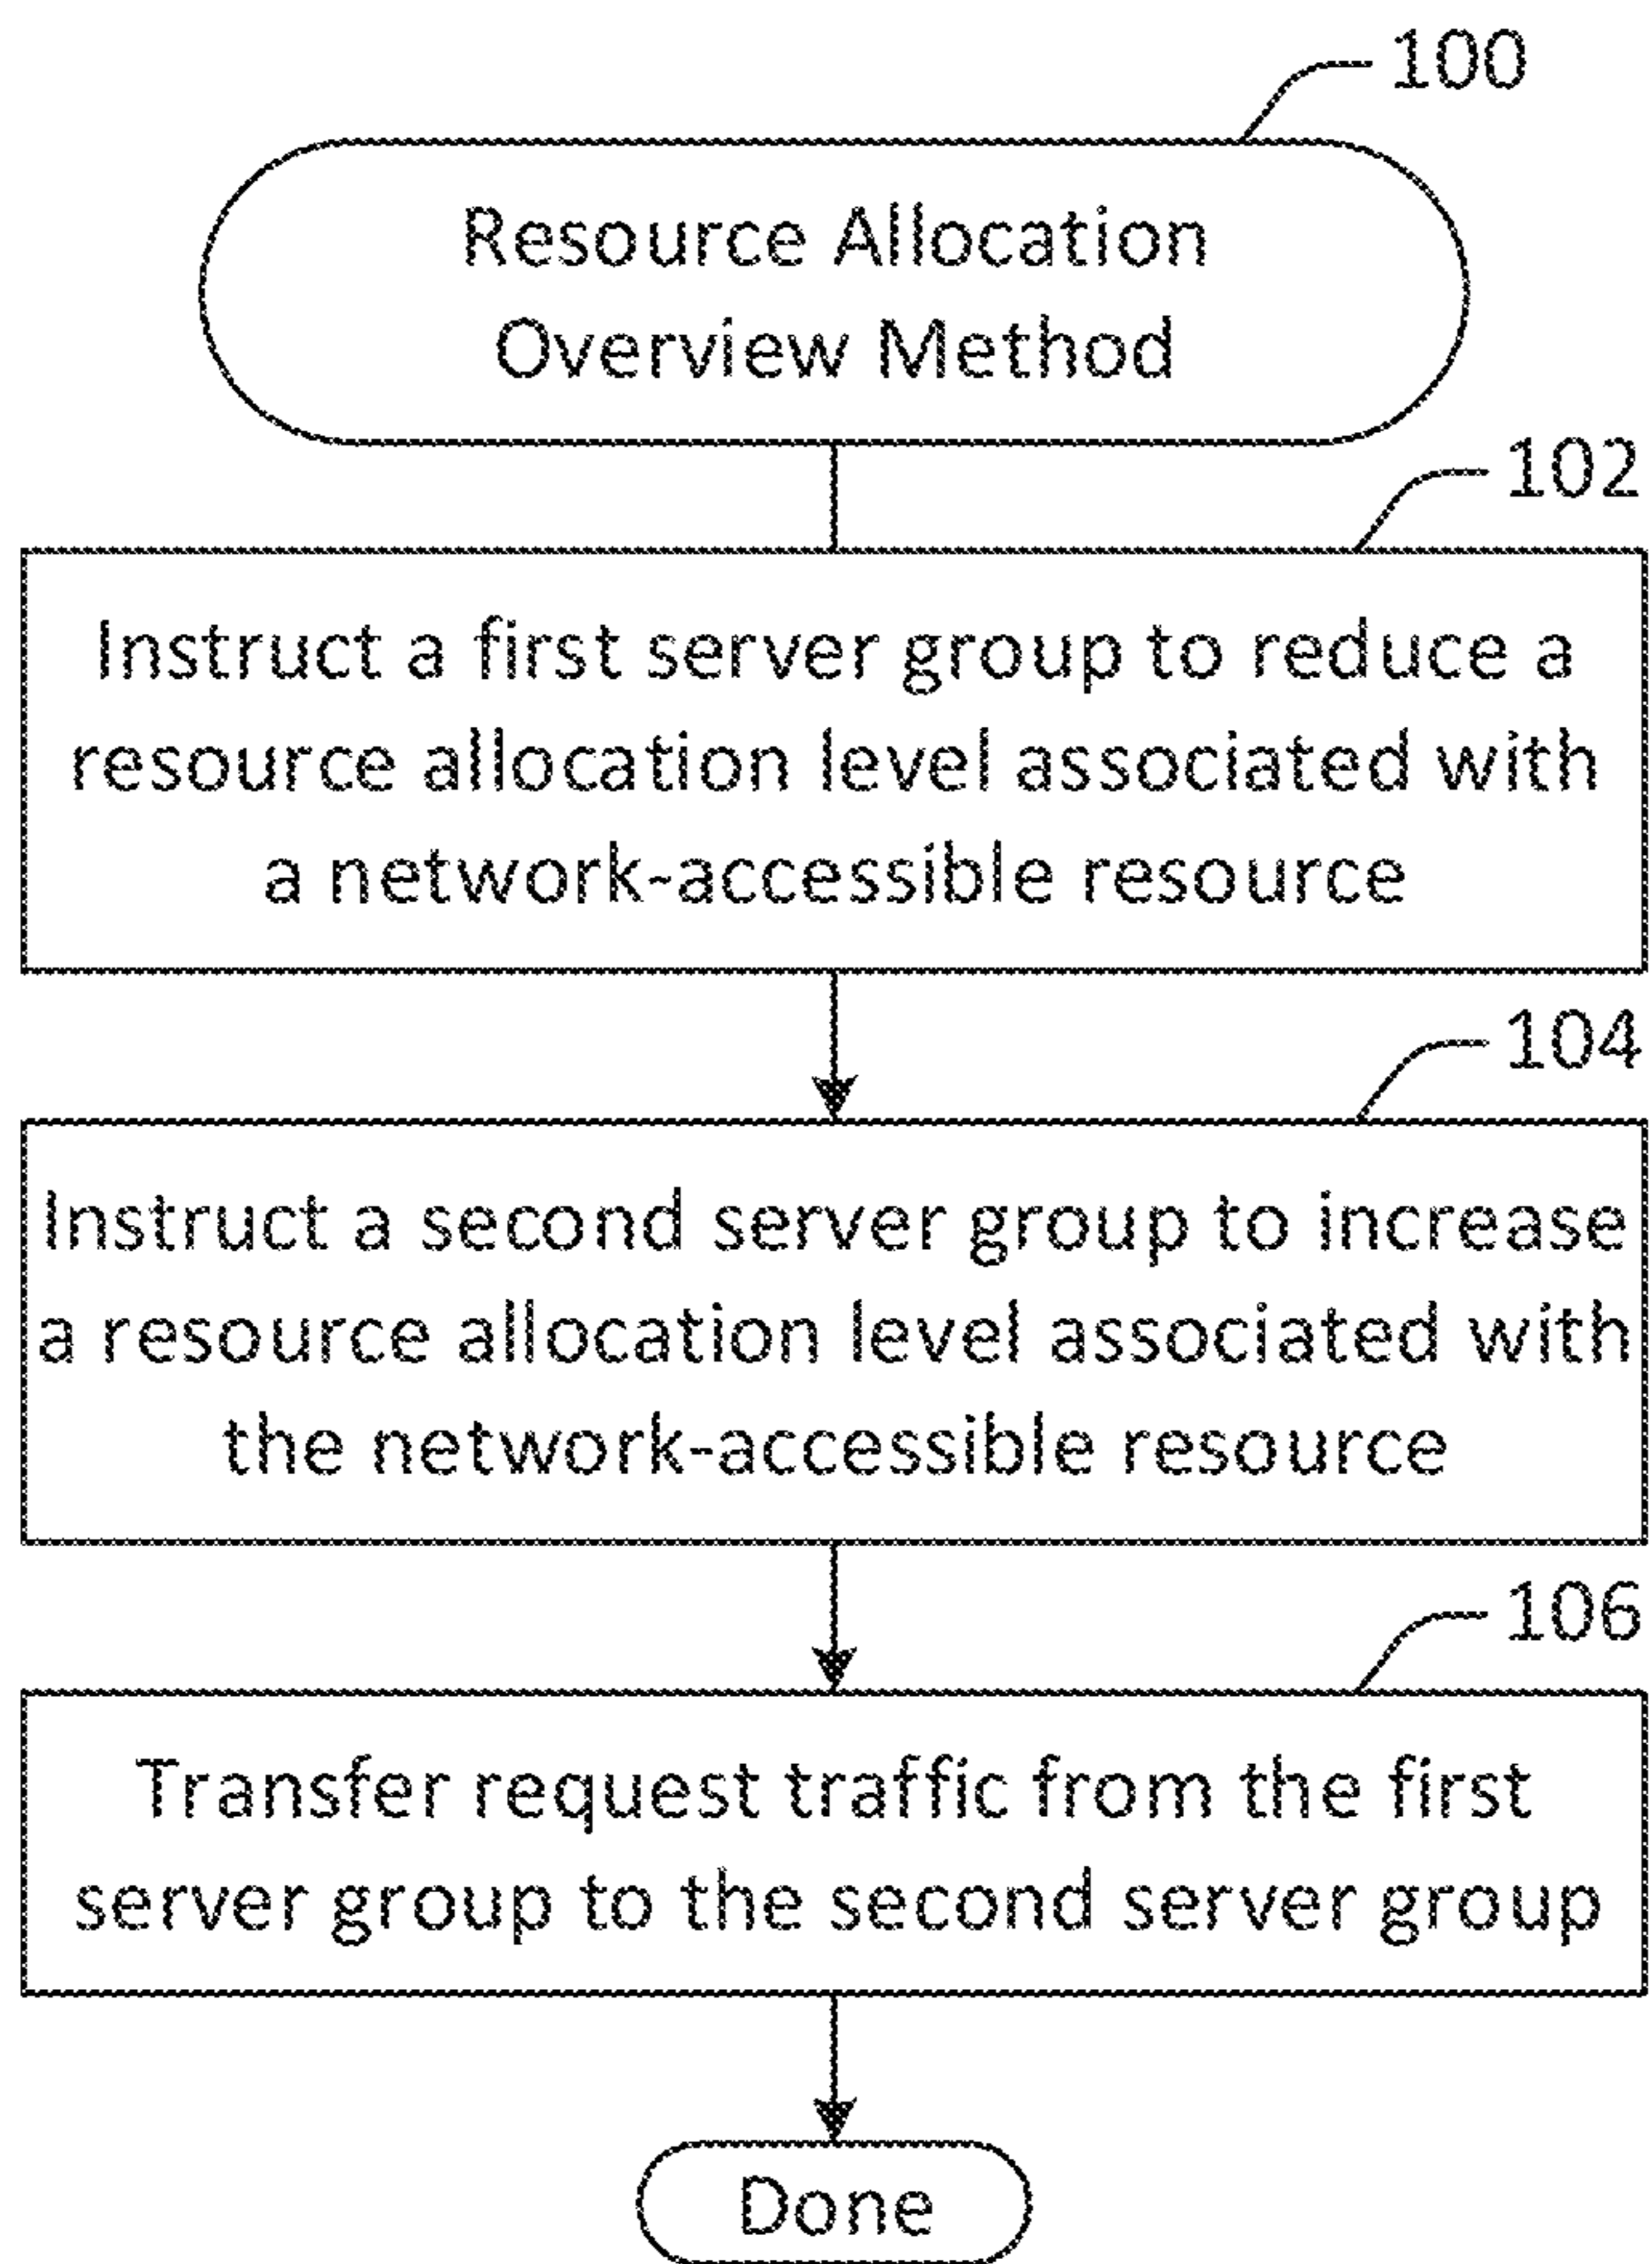 100
Resource Allocation
Overview Method
102
Instruct a first server group to reduce a
resource allocation level associated with
a network-accessible resource
104
Instruct a second server group to increase
a resource allocation level associated with
the network-accessible resource
106
Transfer request traffic from the first
server group to the second server group
Done